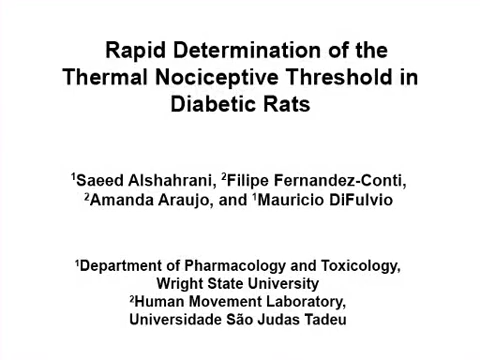 Rapid Determination of the
Thermal Nociceptive Threshold in
Diabetic Rats
¹Saeed Alshahrani, ²Filipe Fernandez-Conti,
²Amanda Araujo, and ¹Mauricio DiFulvio
¹Department of Pharmacology and Toxicology,
Wright State University
²Human Movement Laboratory,
Universidade São Judas Tadeu